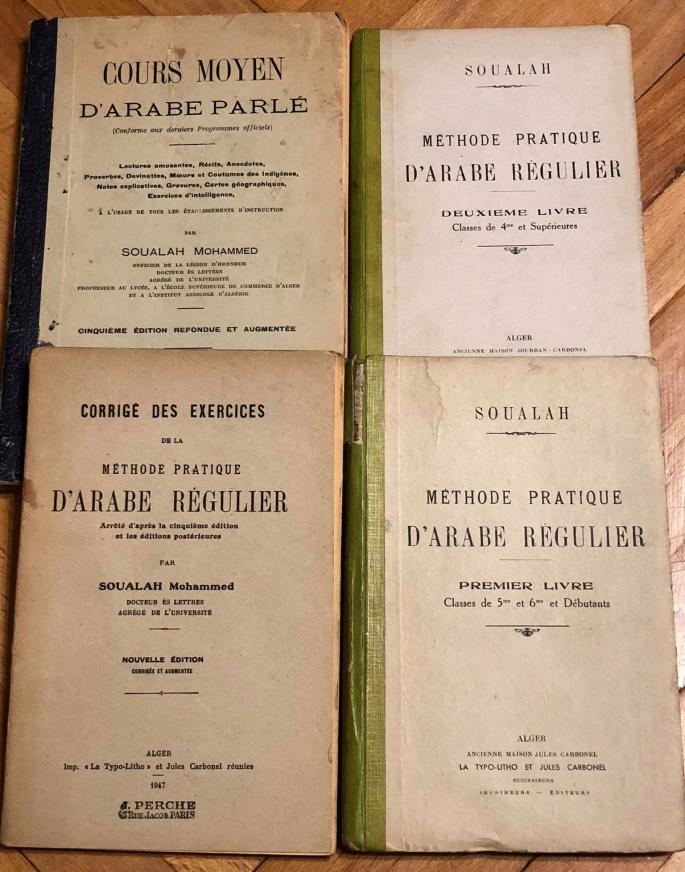 COURS MOYEN
D'ARABE PARLÉ
(Conforme aux derniers Programmes officiels)
Lectures amusantes, Récits, Anecdotes,
Proverbes, Devinettes, Mœurs et Coutumes des Indigènes,
Notes explicatives, Gravures, Cartes géographiques,
Exercices d'intelligence,
A L'USAGE DE TOUS LES ÉTABLISSEMENTS D'INSTRUCTION
PAR
SOUALAH MOHAMMED
OFFICIER DE LA LÉGION D'HONNEUR
DOCTEUR ÈS LETTRES
AGRÉGÉ DE L'UNIVERSITÉ
PROFESSEUR AU LYCÉE, A L'ÉCOLE SUPÉRIEURE DE COMMERCE D'ALGER
ET A L'INSTITUT AGRICOLE D'ALGÉRIE
CINQUIÈME ÉDITION REFONDUE ET AUGMENTÉE
SOUALAH
MÉTHODE PRATIQUE
D'ARABE RÉGULIER
DEUXIEME LIVRE
Classes de 4me et Supérieures
ALGER
ANCIENNE MAISON JOURDAN-CARBONEL
CORRIGÉ DES EXERCICES
DE LA
MÉTHODE PRATIQUE
D'ARABE RÉGULIER
Arrêté d'après la cinquième édition
et les éditions postérieures
PAR
SOUALAH Mohammed
DOCTEUR ÈS LETTRES
AGRÉGÉ DE L'UNIVERSITÉ
NOUVELLE ÉDITION
CORRIGÉE ET AUGMENTÉE
ALGER
Imp. « La Typo-Litho » et Jules Carbonel réunies
1947
J. PERCHE
RUE JACOB. PARIS
SOUALAH
MÉTHODE PRATIQUE
D'ARABE RÉGULIER
PREMIER LIVRE
Classes de 5me et 6me et Débutants
ALGER
ANCIENNE MAISON JULES CARBONEL
LA TYPO-LITHO ET JULES CARBONEL
SUCCESSEURS
IMPRIMEURS — ÉDITEURS